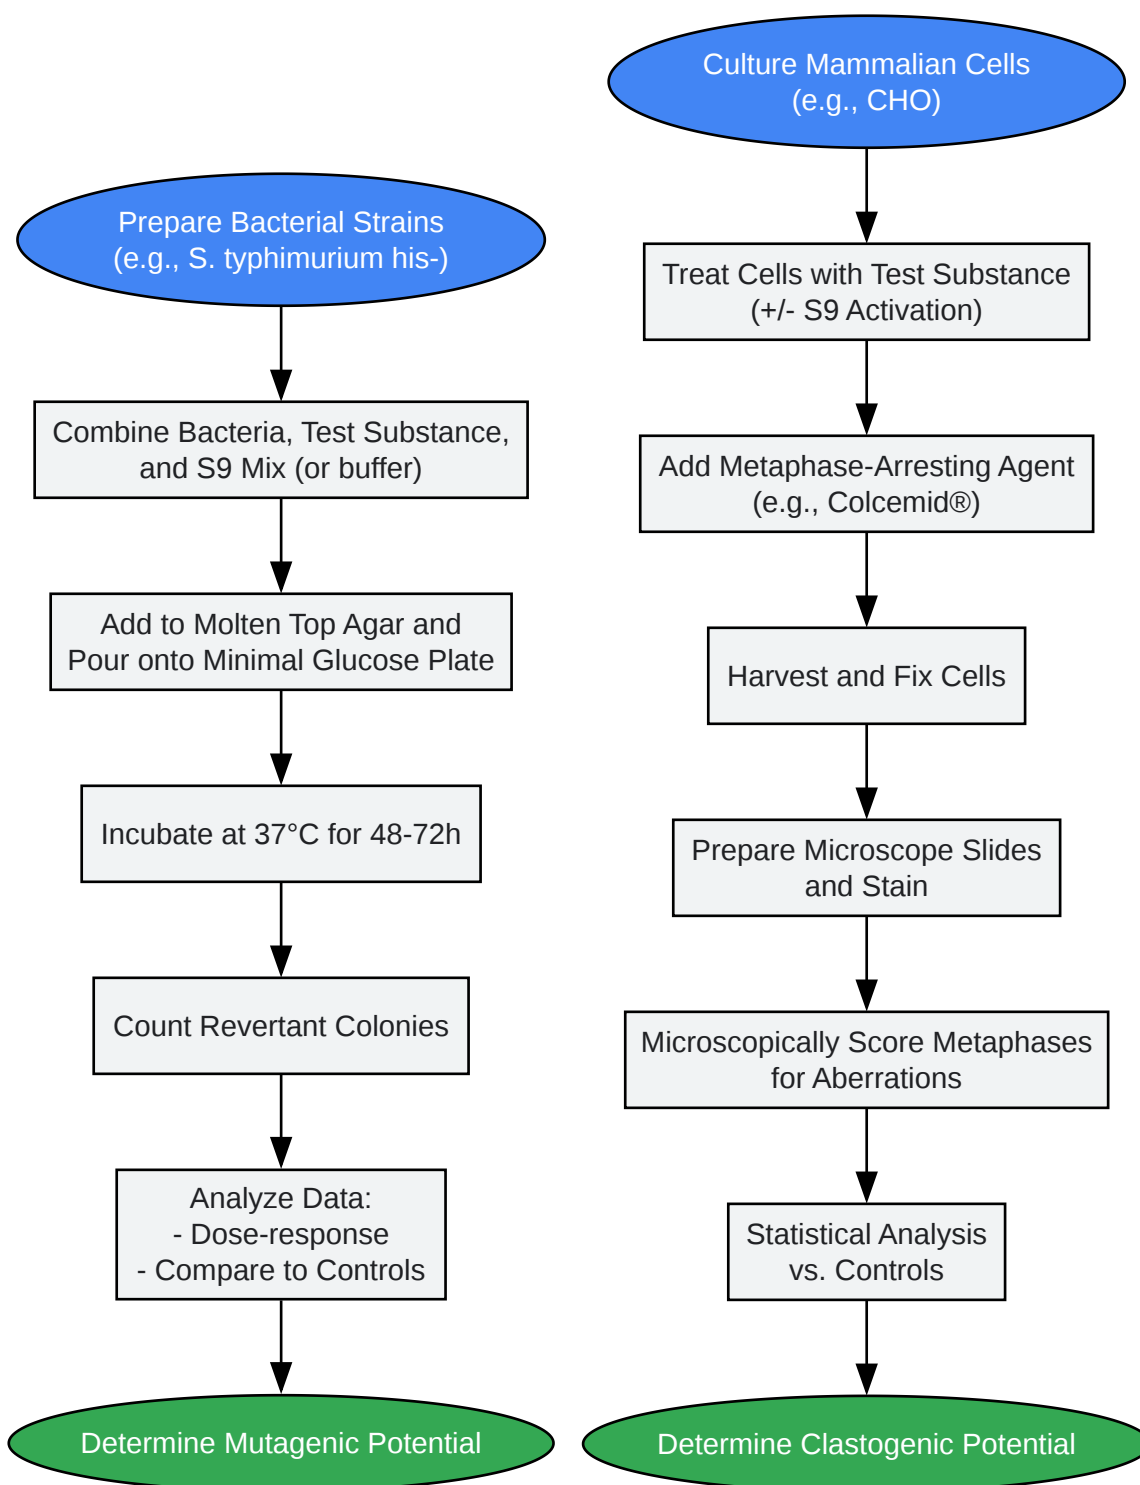 Prepare Bacterial Strains
(e.g., S. typhimurium his-)
Combine Bacteria, Test Substance,
and S9 Mix (or buffer)
Add to Molten Top Agar and
Pour onto Minimal Glucose Plate
Incubate at 37°C for 48-72h
Count Revertant Colonies
Analyze Data:
- Dose-response
- Compare to Controls
Determine Mutagenic Potential
Culture Mammalian Cells
(e.g., CHO)
Treat Cells with Test Substance
(+/- S9 Activation)
Add Metaphase-Arresting Agent
(e.g., Colcemid®)
Harvest and Fix Cells
Prepare Microscope Slides
and Stain
Microscopically Score Metaphases
for Aberrations
Statistical Analysis
vs. Controls
Determine Clastogenic Potential